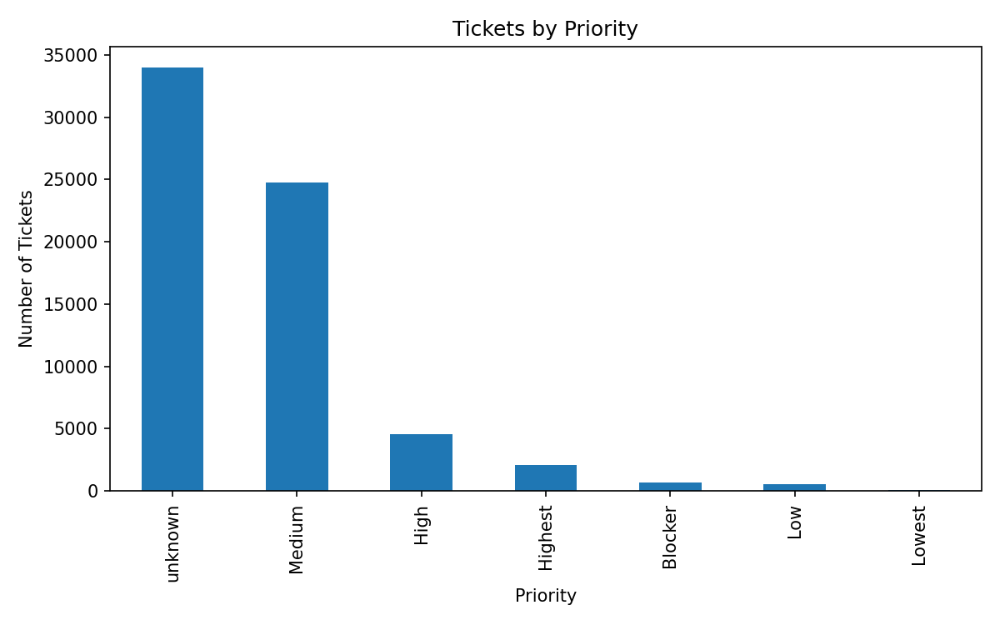 Tickets by Priority
Number of Tickets
35000
30000
25000
20000
15000
10000
5000
0
unknown
Medium
High
Highest
Blocker
Low
Lowest
Priority